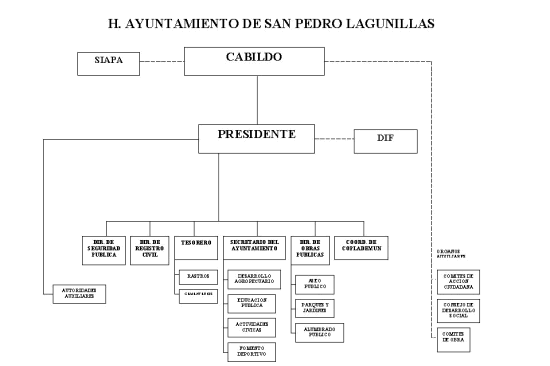 H. AYUNTAMIENTO DE SAN PEDRO LAGUNILLAS
SIAPA
CABILDO
PRESIDENTE
DIF
DIR. DE
SEGURIDAD
PUBLICA
DIR. DE
REGISTRO
CIVIL
TESORERO
SECRETARIO DEL
AYUNTAMIENTO
DIR. DE
OBRAS
PUBLICAS
COORD. DE
COPLADEMUN
ORGANOS
AUXILIARES
AUTORIDADES
AUXILIARES
RASTROS
DESARROLLO
AGROPECUARIO
EDUCACION
PUBLICA
ACTIVIDADES
CIVICAS
FOMENTO
DEPORTIVO
ASEO
PUBLICO
PARQUES Y
JARDINES
ALUMBRADO
PUBLICO
COMITES DE
ACCION
CIUDADANA
CONSEJO DE
DESARROLLO
SOCIAL
COMITES
DE OBRA